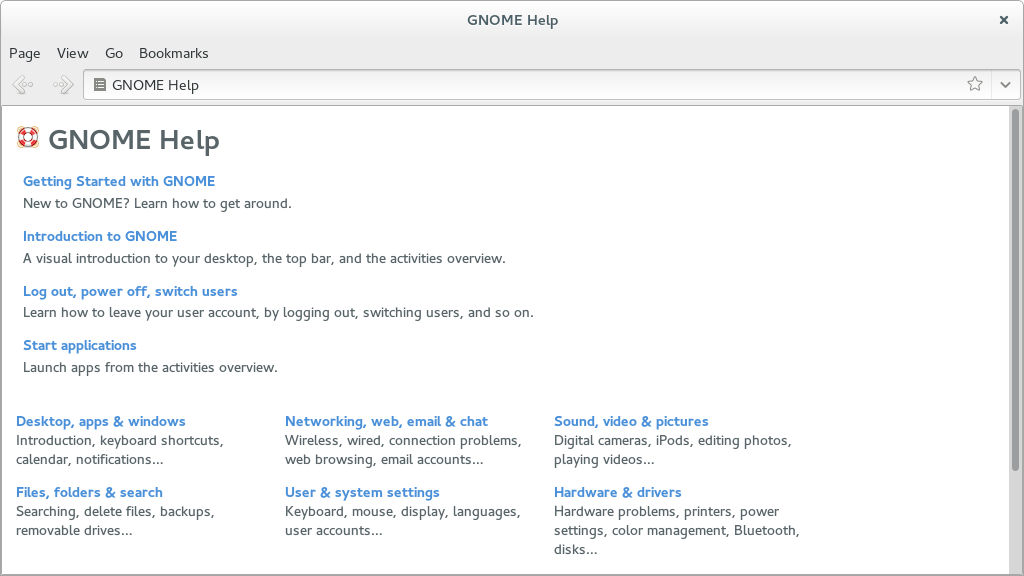 GNOME Help
Page View Go Bookmarks
GNOME Help
GNOME Help
Getting Started with GNOME
New to GNOME? Learn how to get around.
Introduction to GNOME
A visual introduction to your desktop, the top bar, and the activities overview.
Log out, power off, switch users
Learn how to leave your user account, by logging out, switching users, and so on.
Start applications
Launch apps from the activities overview.
Desktop, apps & windows
Introduction, keyboard shortcuts,
calendar, notifications...
Networking, web, email & chat
Wireless, wired, connection problems,
web browsing, email accounts...
Sound, video & pictures
Digital cameras, iPods, editing photos,
playing videos...
Files, folders & search
Searching, delete files, backups,
removable drives...
User & system settings
Keyboard, mouse, display, languages,
user accounts...
Hardware & drivers
Hardware problems, printers, power
settings, color management, Bluetooth,
disks...